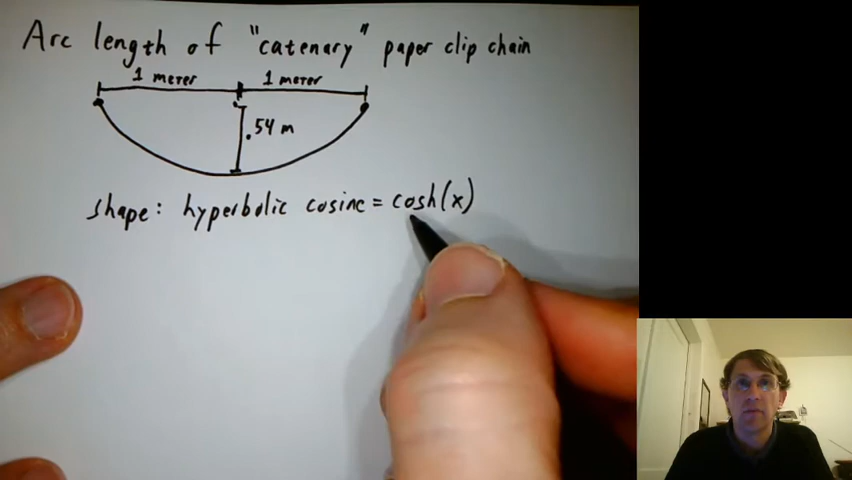 Arc length of "catenary" paper clip chain
1 meter 1 meter
.54 m
shape: hyperbolic cosine = cosh(x)